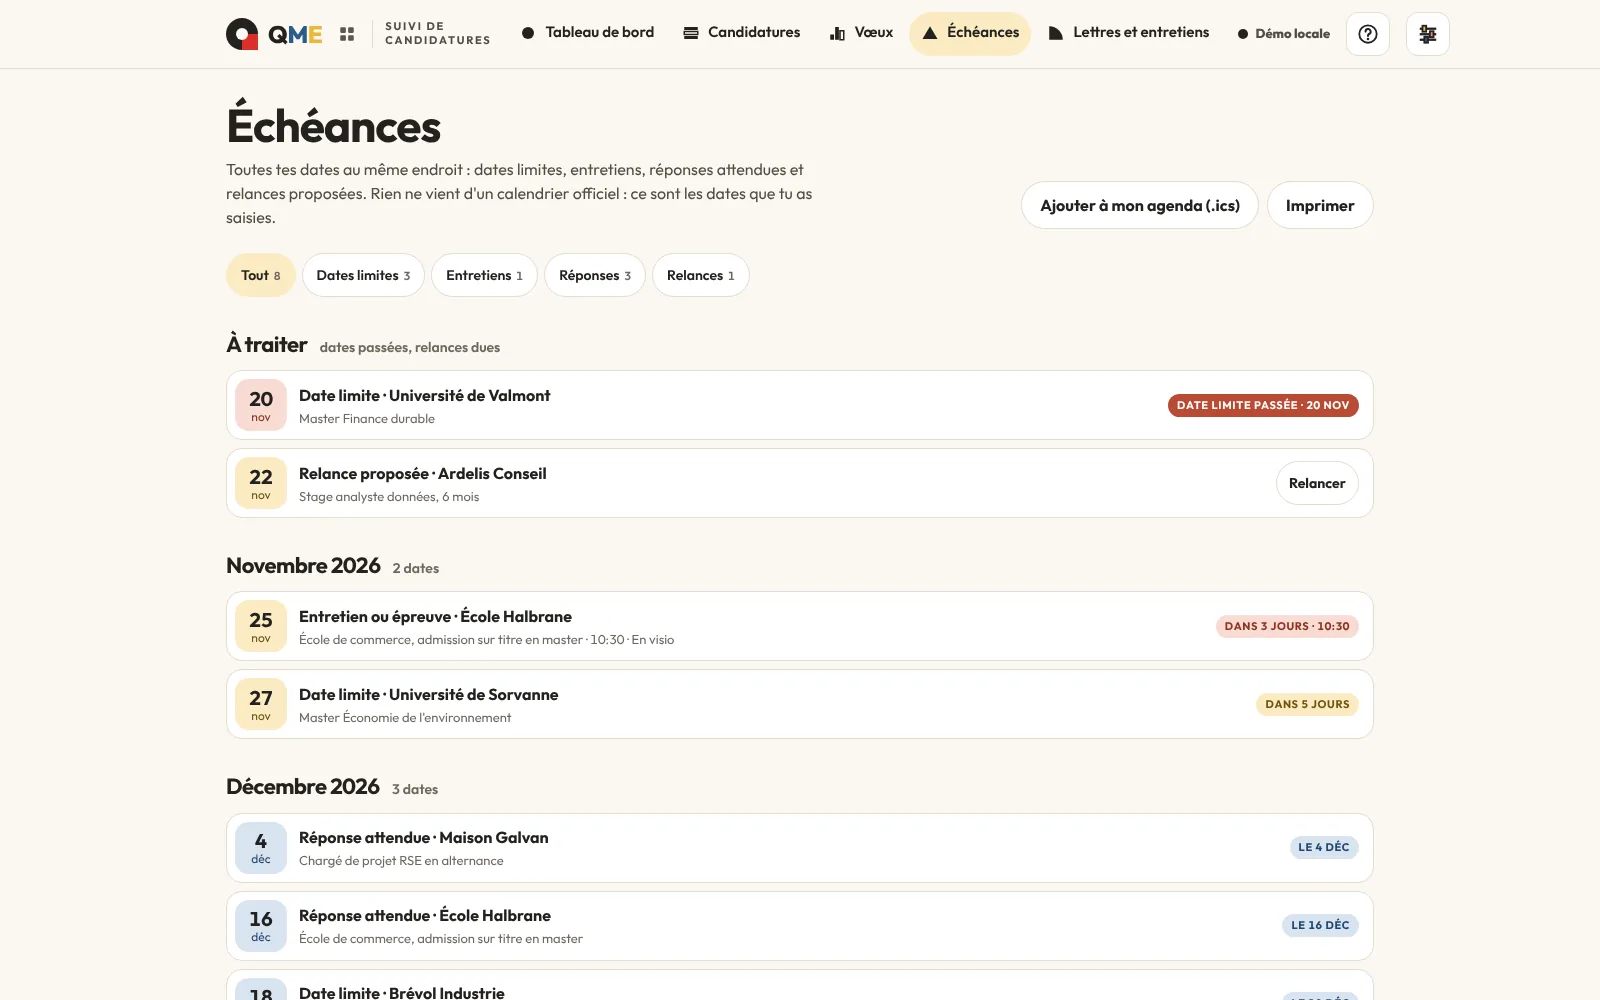 QME
SUIVI DE
CANDIDATURES
Tableau de bord
Candidatures
Vœux
Échéances
Lettres et entretiens
Démo locale
Échéances
Toutes tes dates au même endroit : dates limites, entretiens, réponses attendues et
relances proposées. Rien ne vient d'un calendrier officiel : ce sont les dates que tu as
saisies.
Ajouter à mon agenda (.ics)
Imprimer
Tout 8
Dates limites 3
Entretiens 1
Réponses 3
Relances 1
À traiter dates passées, relances dues
20
nov
Date limite · Université de Valmont
Master Finance durable
DATE LIMITE PASSÉE · 20 NOV
22
nov
Relance proposée · Ardelis Conseil
Stage analyste données, 6 mois
Relancer
Novembre 2026 2 dates
25
nov
Entretien ou épreuve · École Halbrane
École de commerce, admission sur titre en master · 10:30 · En visio
DANS 3 JOURS · 10:30
27
nov
Date limite · Université de Sorvanne
Master Économie de l'environnement
DANS 5 JOURS
Décembre 2026 3 dates
4
déc
Réponse attendue · Maison Galvan
Chargé de projet RSE en alternance
LE 4 DÉC
16
déc
Réponse attendue · École Halbrane
École de commerce, admission sur titre en master
LE 16 DÉC
18
Date limite · Brévol Industrie